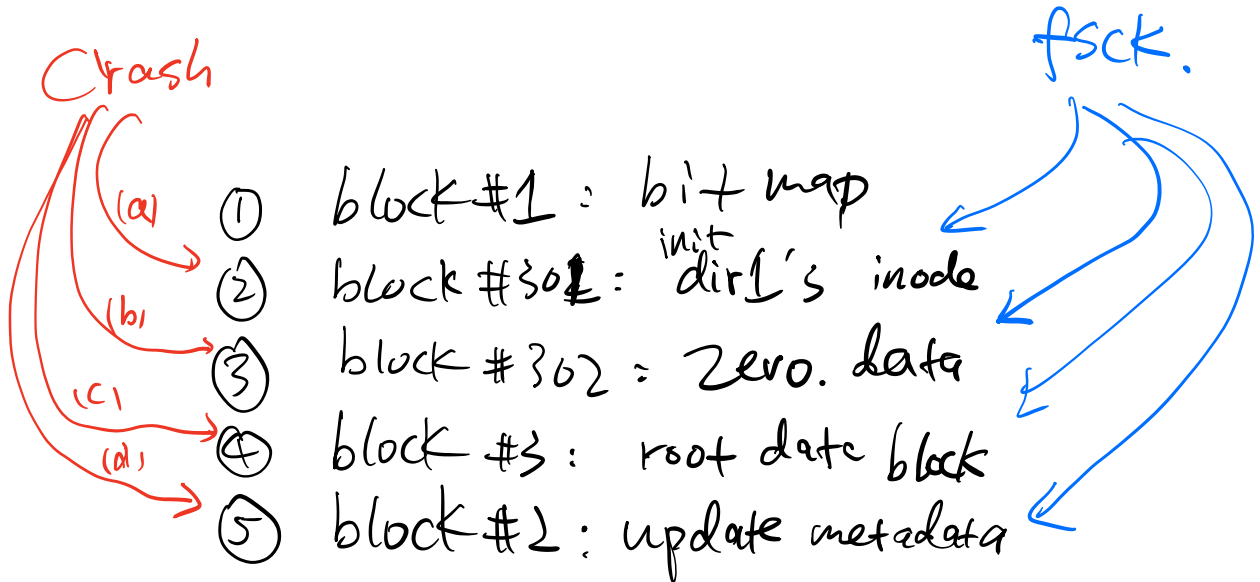 Crash
fsck.
(a)
① block #1 : bitmap
② block #301 : init dir1's inode
(b)
③ block #302 : zero. data
(c)
④ block #3 : root data block
(d)
⑤ block #2 : update metadata